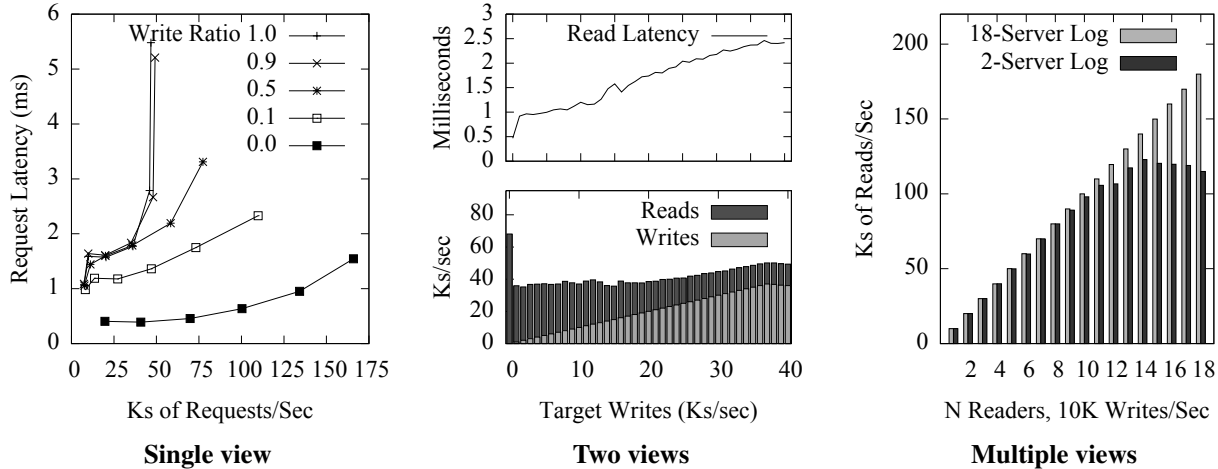 Request Latency (ms)
6
5
4
3
2
1
0
Write Ratio 1.0
0.9
0.5
0.1
0.0
0 25 50 75 100 125 150 175
Ks of Requests/Sec
Single view
Milliseconds
3
2.5
2
1.5
1
0.5
0
Read Latency
Ks/sec
80
60
40
20
0
Reads
Writes
0 10 20 30 40
Target Writes (Ks/sec)
Two views
Ks of Reads/Sec
200
150
100
50
0
18-Server Log
2-Server Log
2 4 6 8 10 12 14 16 18
N Readers, 10K Writes/Sec
Multiple views